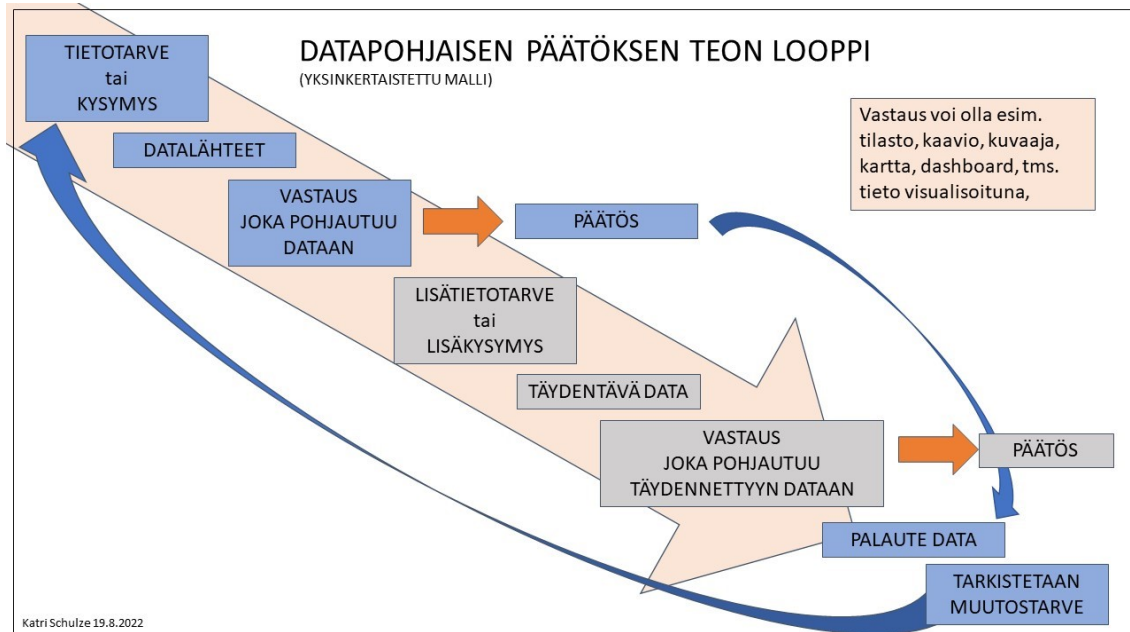 DATAPOHJAISEN PÄÄTÖKSEN TEON LOOPPI
(YKSINKERTAISTETTU MALLI)
TIETOTARVE
tai
KYSYMYS
DATALÄHTEET
VASTAUS
JOKA POHJAUTUU
DATAAN
PÄÄTÖS
Vastaus voi olla esim.
tilasto, kaavio, kuvaaja,
kartta, dashboard, tms.
tieto visualisoituna,
LISÄTIETOTARVE
tai
LISÄKYSYMYS
TÄYDENTÄVÄ DATA
VASTAUS
JOKA POHJAUTUU
TÄYDENNETTYYN DATAAN
PÄÄTÖS
PALAUTE DATA
TARKISTETAAN
MUUTOSTARVE
Katri Schulze 19.8.2022